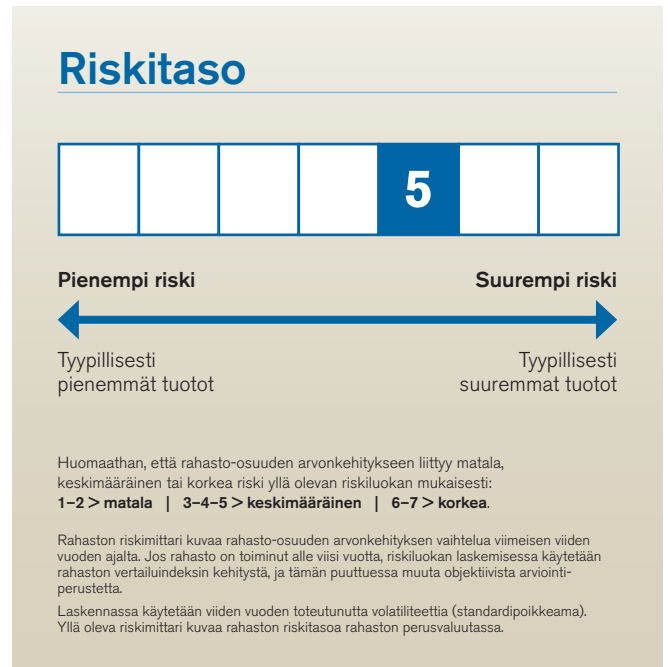 Riskitaso
5
Pienempi riski
Suurempi riski
Tyypillisesti
pienemmät tuotot
Tyypillisesti
suuremmat tuotot
Huomaathan, että rahasto-osuuden arvonkehitykseen liittyy matala,
keskimääräinen tai korkea riski yllä olevan riskiluokan mukaisesti:
1–2 > matala | 3–4–5 > keskimääräinen | 6–7 > korkea.
Rahaston riskimittari kuvaa rahasto-osuuden arvonkehityksen vaihtelua viimeisen viiden
vuoden ajalta. Jos rahasto on toiminut alle viisi vuotta, riskiluokan laskemisessa käytetään
rahaston vertailuindeksin kehitystä, ja tämän puuttuessa muuta objektiivista arviointi-
perustetta.
Laskennassa käytetään viiden vuoden toteutunutta volatiliteettia (standardipoikkeama).
Yllä oleva riskimittari kuvaa rahaston riskitasoa rahaston perusvaluutassa.